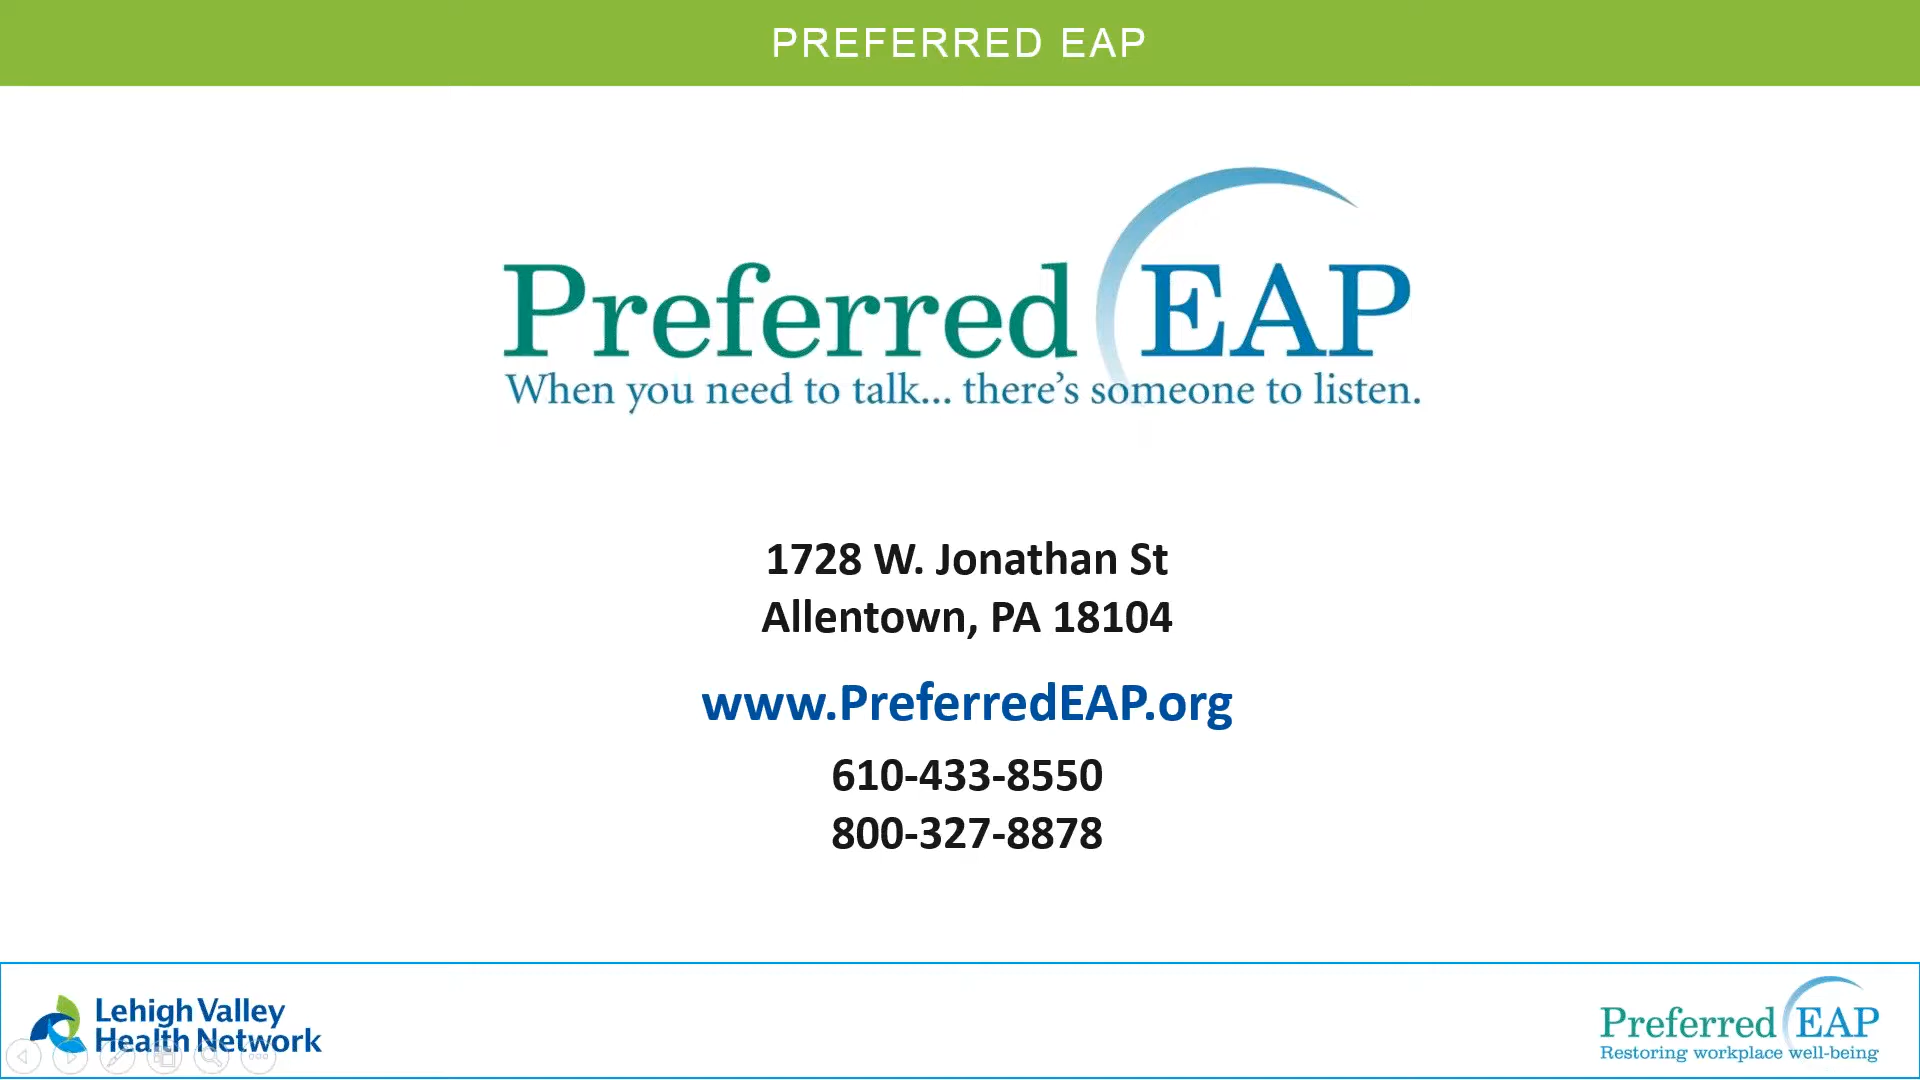 PREFERRED EAP
Preferred EAP
When you need to talk... there's someone to listen.
1728 W. Jonathan St
Allentown, PA 18104
www.PreferredEAP.org
610-433-8550
800-327-8878
Lehigh Valley
Health Network
Preferred EAP
Restoring workplace well-being